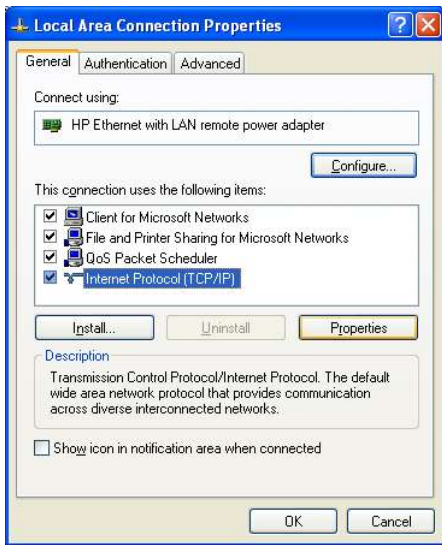 Local Area Connection Properties
General Authentication Advanced
Connect using:
HP Ethernet with LAN remote power adapter
Configure...
This connection uses the following items:
Client for Microsoft Networks
File and Printer Sharing for Microsoft Networks
QoS Packet Scheduler
Internet Protocol (TCP/IP)
Install... Uninstall Properties
Description
Transmission Control Protocol/Internet Protocol. The default
wide area network protocol that provides communication
across diverse interconnected networks.
Show icon in notification area when connected
OK Cancel